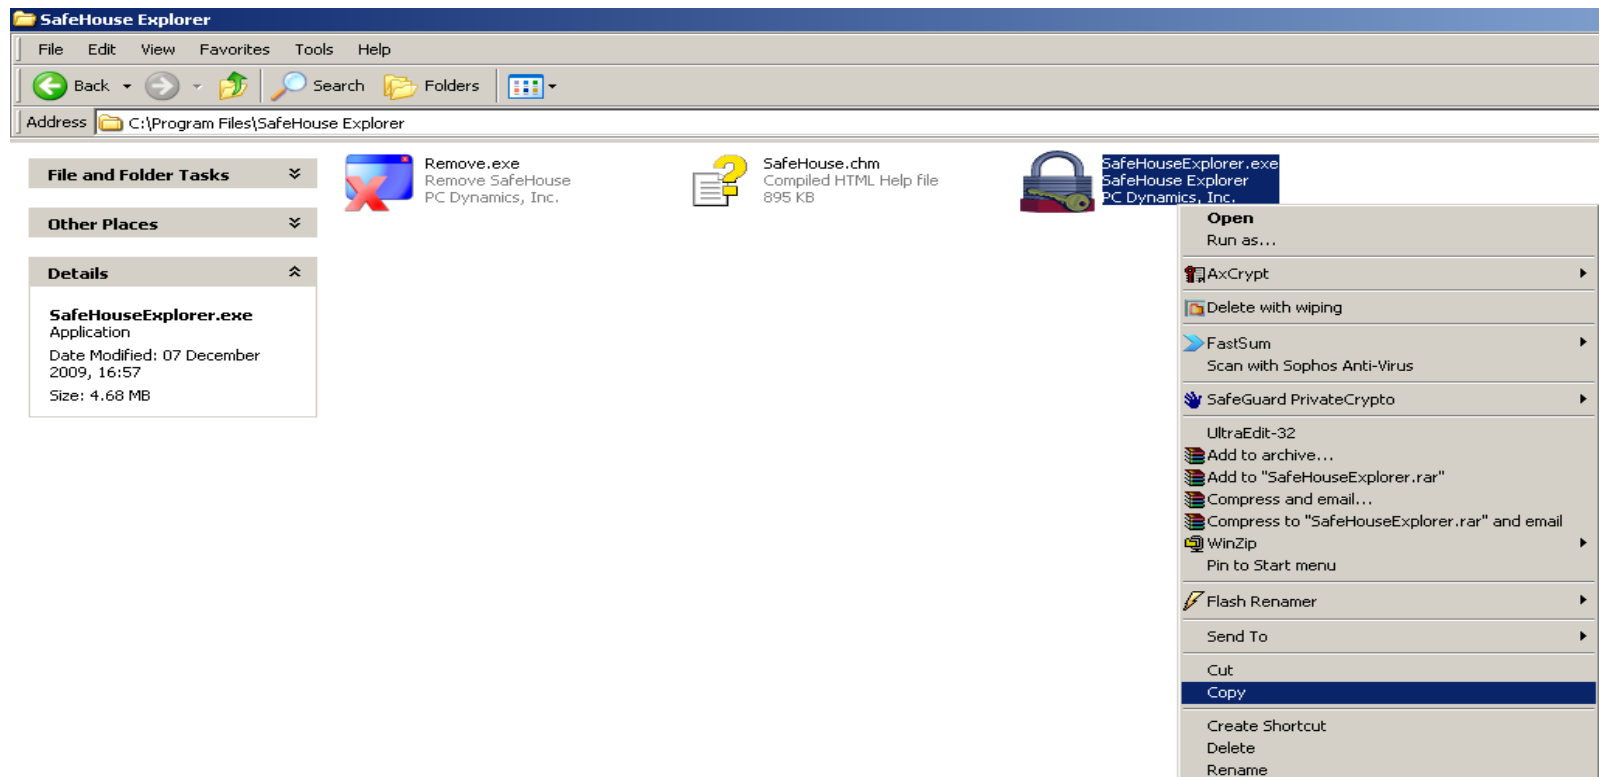 SafeHouse Explorer
File Edit View Favorites Tools Help
Back Search Folders
Address C:\Program Files\SafeHouse Explorer
File and Folder Tasks
Other Places
Details
SafeHouseExplorer.exe
Application
Date Modified: 07 December
2009, 16:57
Size: 4.68 MB
Remove.exe
Remove SafeHouse
PC Dynamics, Inc.
SafeHouse.chm
Compiled HTML Help file
895 KB
SafeHouseExplorer.exe
SafeHouse Explorer
PC Dynamics, Inc.
Open
Run as...
AxCrypt
Delete with wiping
FastSum
Scan with Sophos Anti-Virus
SafeGuard PrivateCrypto
UltraEdit-32
Add to archive...
Add to "SafeHouseExplorer.rar"
Compress and email...
Compress to "SafeHouseExplorer.rar" and email
WinZip
Pin to Start menu
Flash Renamer
Send To
Cut
Copy
Create Shortcut
Delete
Rename